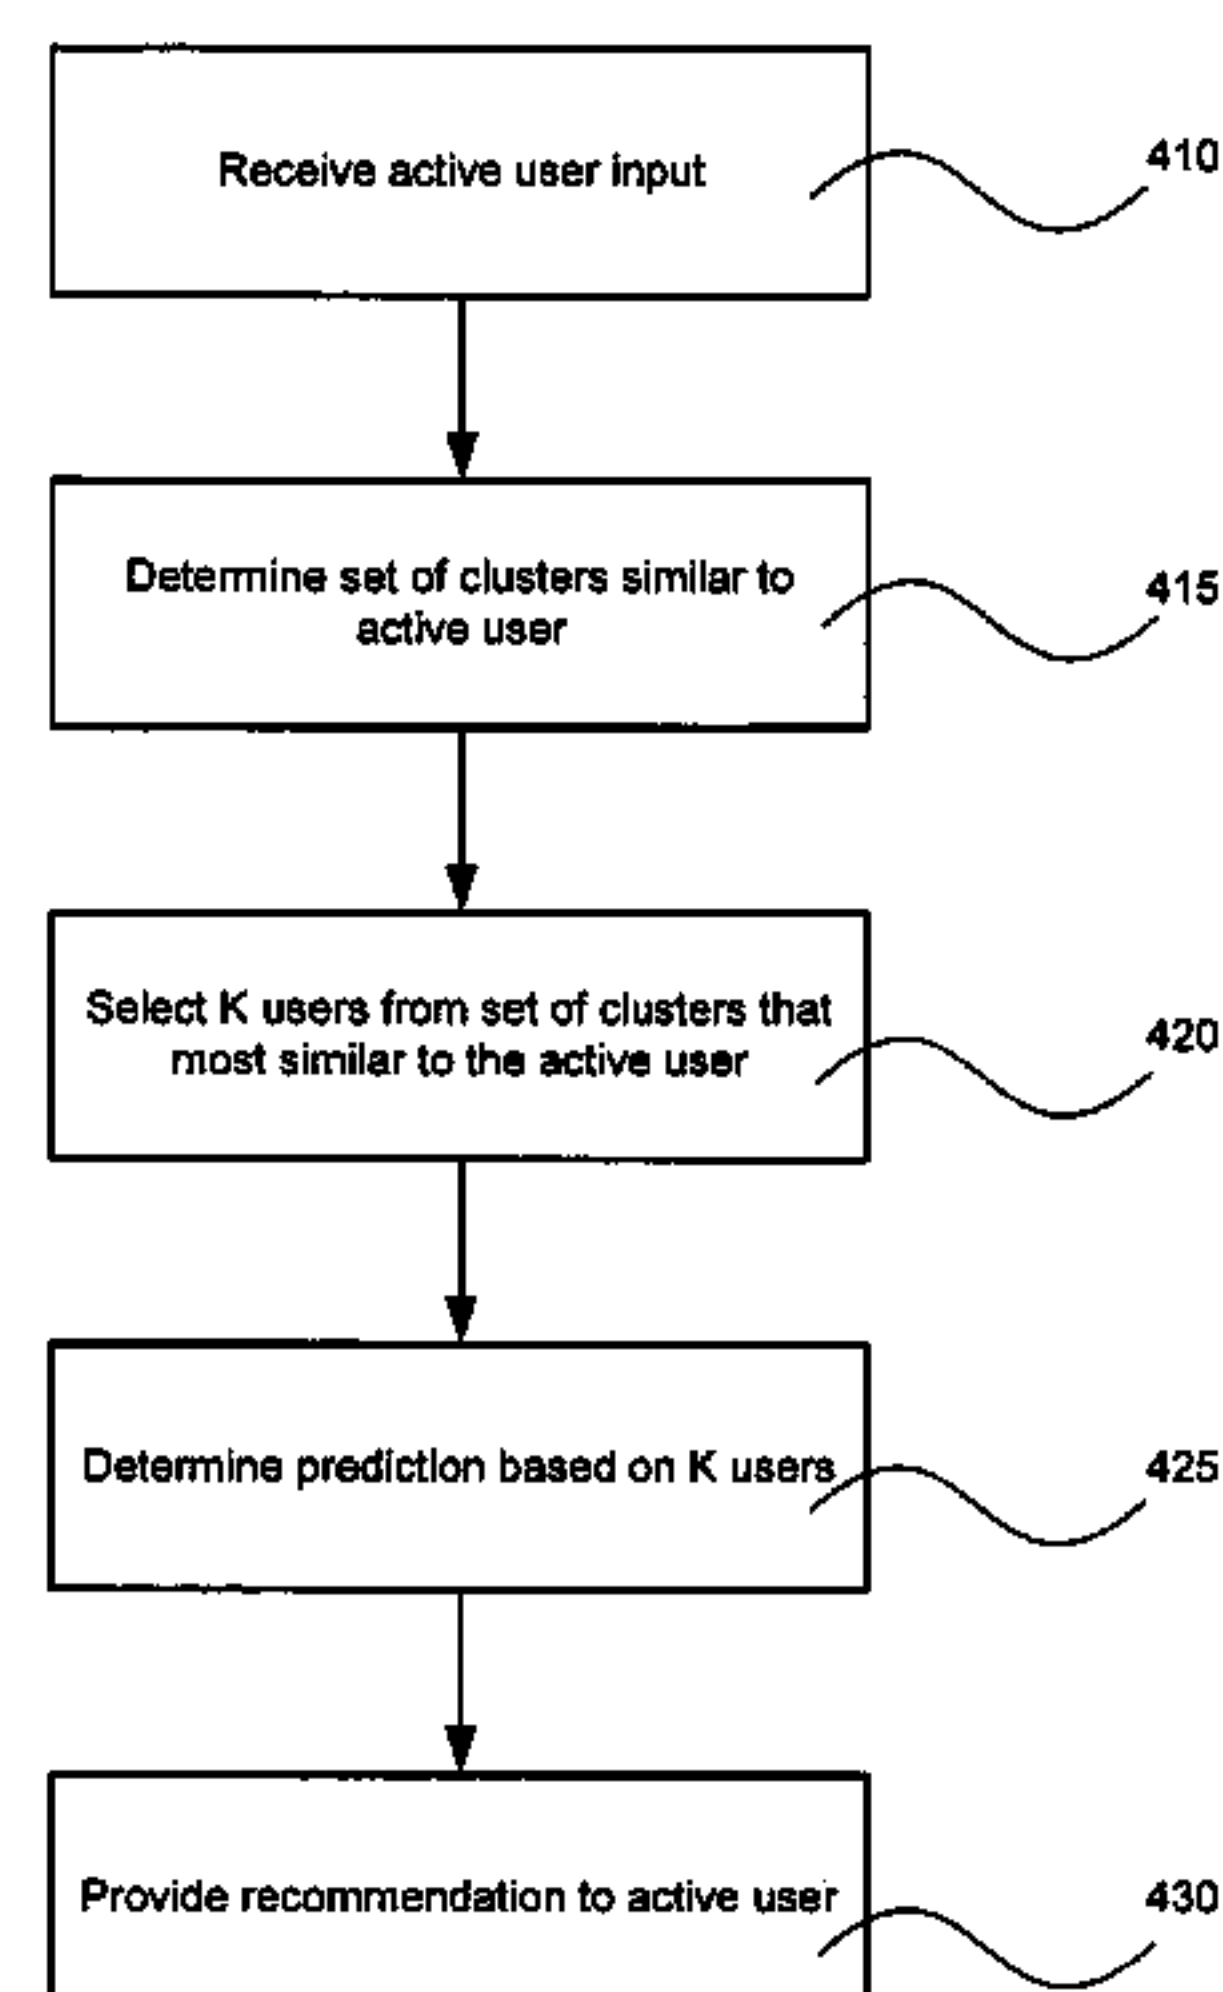 Receive active user input
410
Determine set of clusters similar to
active user
415
Select K users from set of clusters that
most similar to the active user
420
Determine prediction based on K users
425
Provide recommendation to active user
430